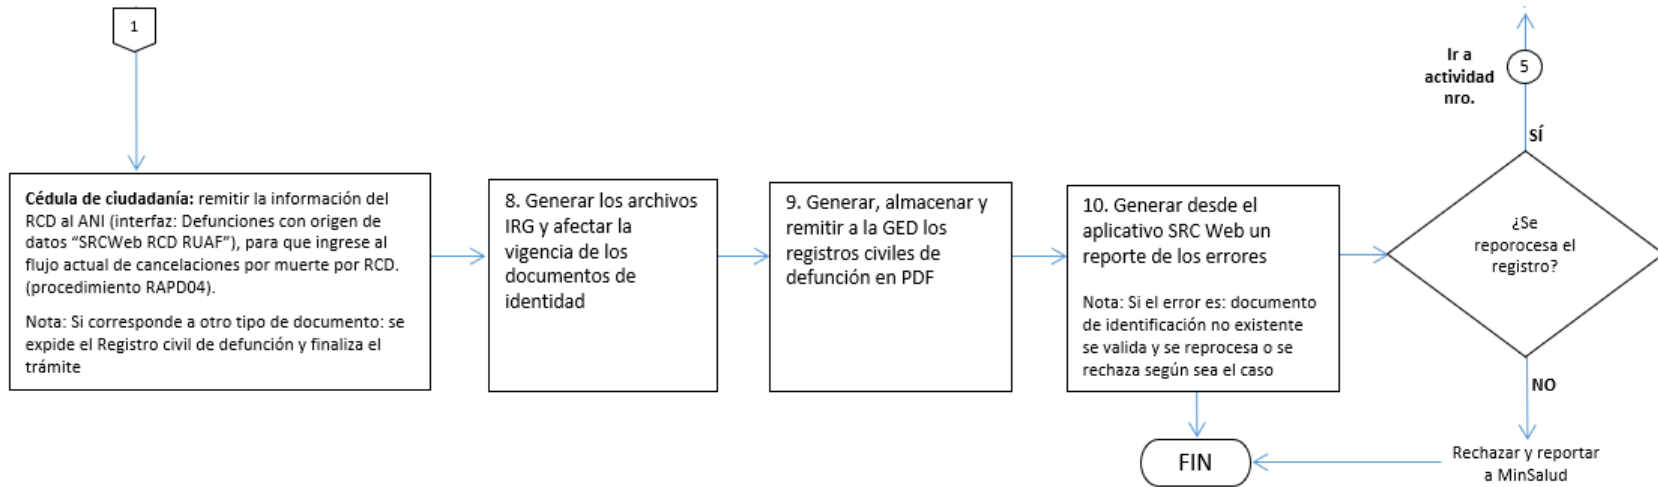 1
Cédula de ciudadanía: remitir la información del
RCD al ANI (interfaz: Defunciones con origen de
datos “SRCWeb RCD RUAF”), para que ingrese al
flujo actual de cancelaciones por muerte por RCD.
(procedimiento RAPD04).
Nota: Si corresponde a otro tipo de documento: se
expide el Registro civil de defunción y finaliza el
trámite
8. Generar los archivos
IRG y afectar la
vigencia de los
documentos de
identidad
9. Generar, almacenar y
remitir a la GED los
registros civiles de
defunción en PDF
10. Generar desde el
aplicativo SRC Web un
reporte de los errores
Nota: Si el error es: documento
de identificación no existente
se valida y se reprocesa o se
rechaza según sea el caso
Ir a
actividad
nro.
5
SÍ
¿Se
reporocesa el
registro?
NO
Rechazar y reportar
a MinSalud
FIN